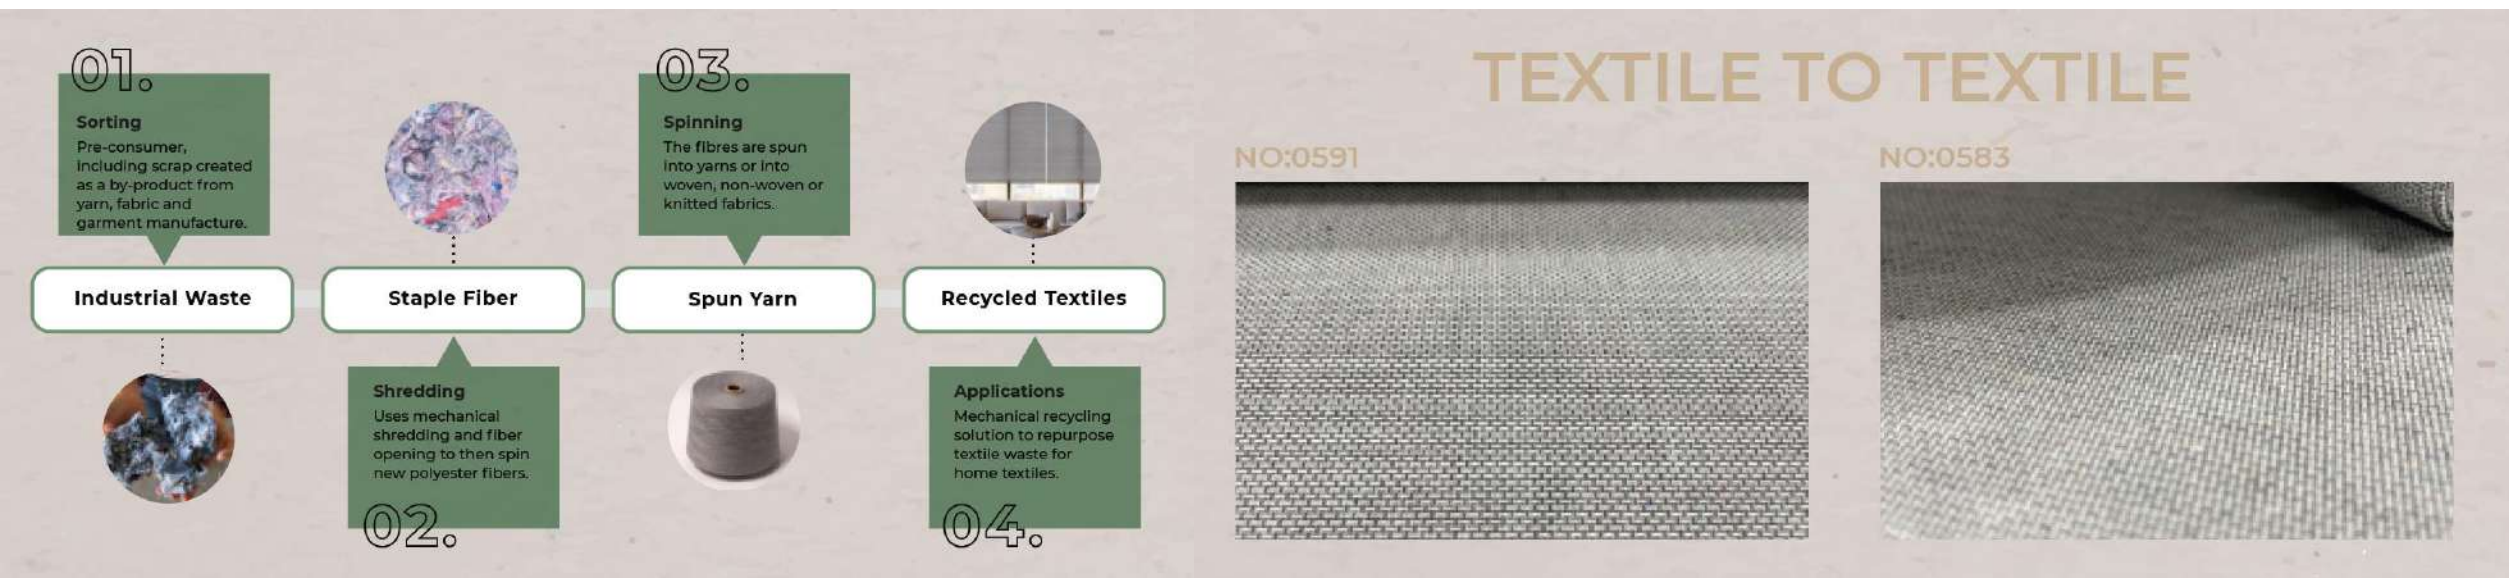 01.
Sorting
Pre-consumer,
including scrap created
as a by-product from
yarn, fabric and
garment manufacture.
Industrial Waste
Staple Fiber
Shredding
Uses mechanical
shredding and fiber
opening to then spin
new polyester fibers.
02.
03.
Spinning
The fibres are spun
into yarns or into
woven, non-woven or
knitted fabrics.
Spun Yarn
Recycled Textiles
Applications
Mechanical recycling
solution to repurpose
textile waste for
home textiles.
04.
TEXTILE TO TEXTILE
NO:0591
NO:0583